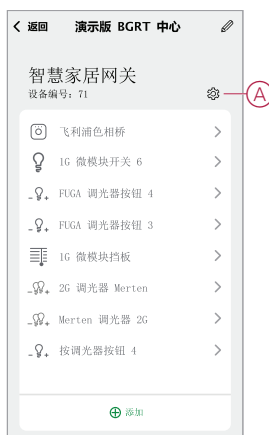 返回 演示版 BGRT 中心
智慧家居网关
设备编号: 71
A
飞利浦色相桥
1G 微模块开关 6
FUGA 调光器按钮 4
FUGA 调光器按钮 3
1G 微模块挡板
2G 调光器 Merten
Merten 调光器 2G
按调光器按钮 4
添加